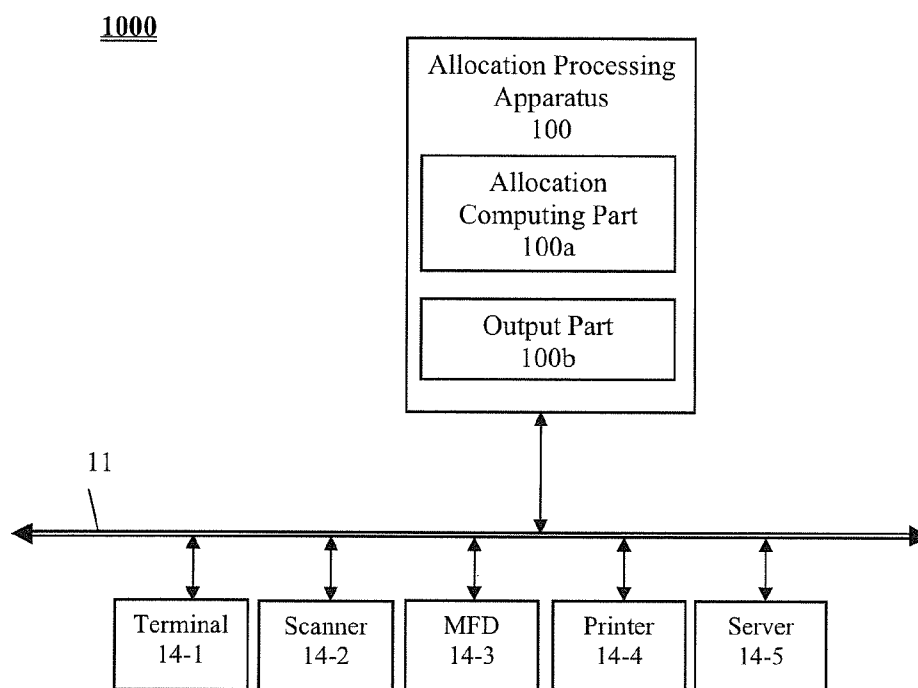 1000
Allocation Processing
Apparatus
100
Allocation
Computing Part
100a
Output Part
100b
11
Terminal
14-1
Scanner
14-2
MFD
14-3
Printer
14-4
Server
14-5